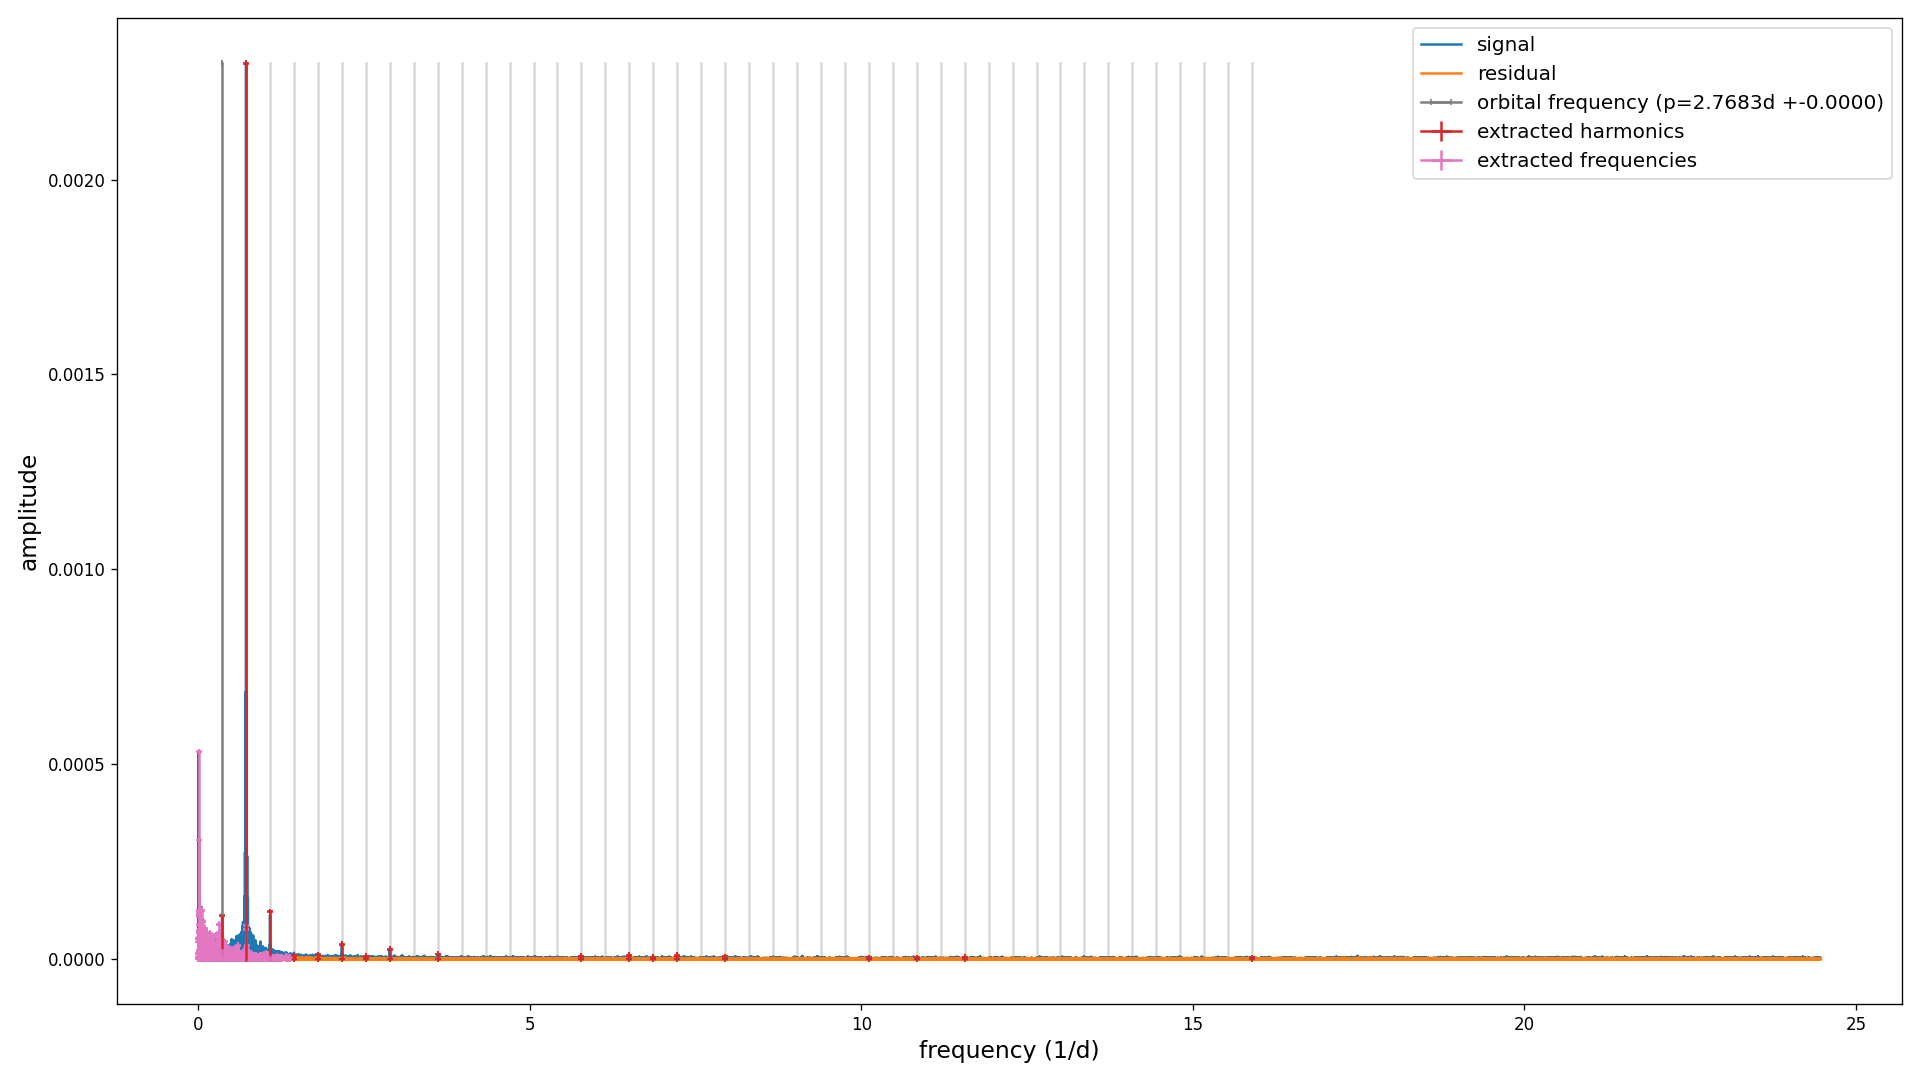 signal
residual
orbital frequency (p=2.7683d +-0.0000)
extracted harmonics
extracted frequencies
0.0020
0.0015
0.0010
0.0005
0.0000
amplitude
0 5 10 15 20 25
frequency (1/d)